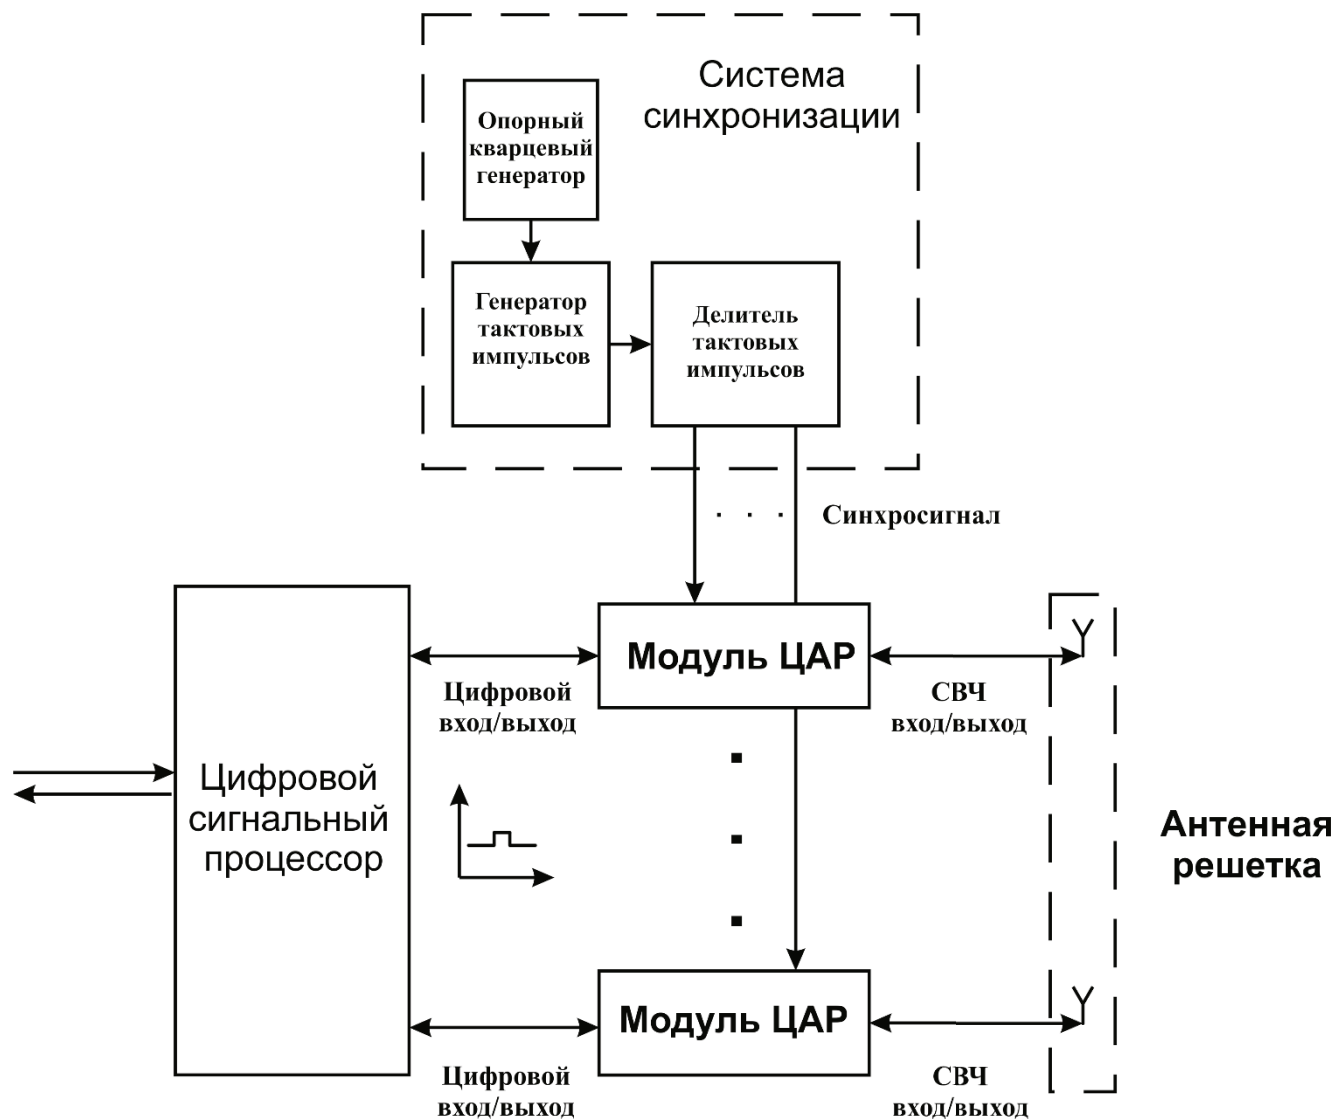 Система
синхронизации
Опорный
кварцевый
генератор
Генератор
тактовых
импульсов
Делитель
тактовых
импульсов
Синхросигнал
Модуль ЦАР
Цифровой
вход/выход
СВЧ
вход/выход
Цифровой
сигнальный
процессор
Антенная
решетка
Модуль ЦАР
Цифровой
вход/выход
СВЧ
вход/выход